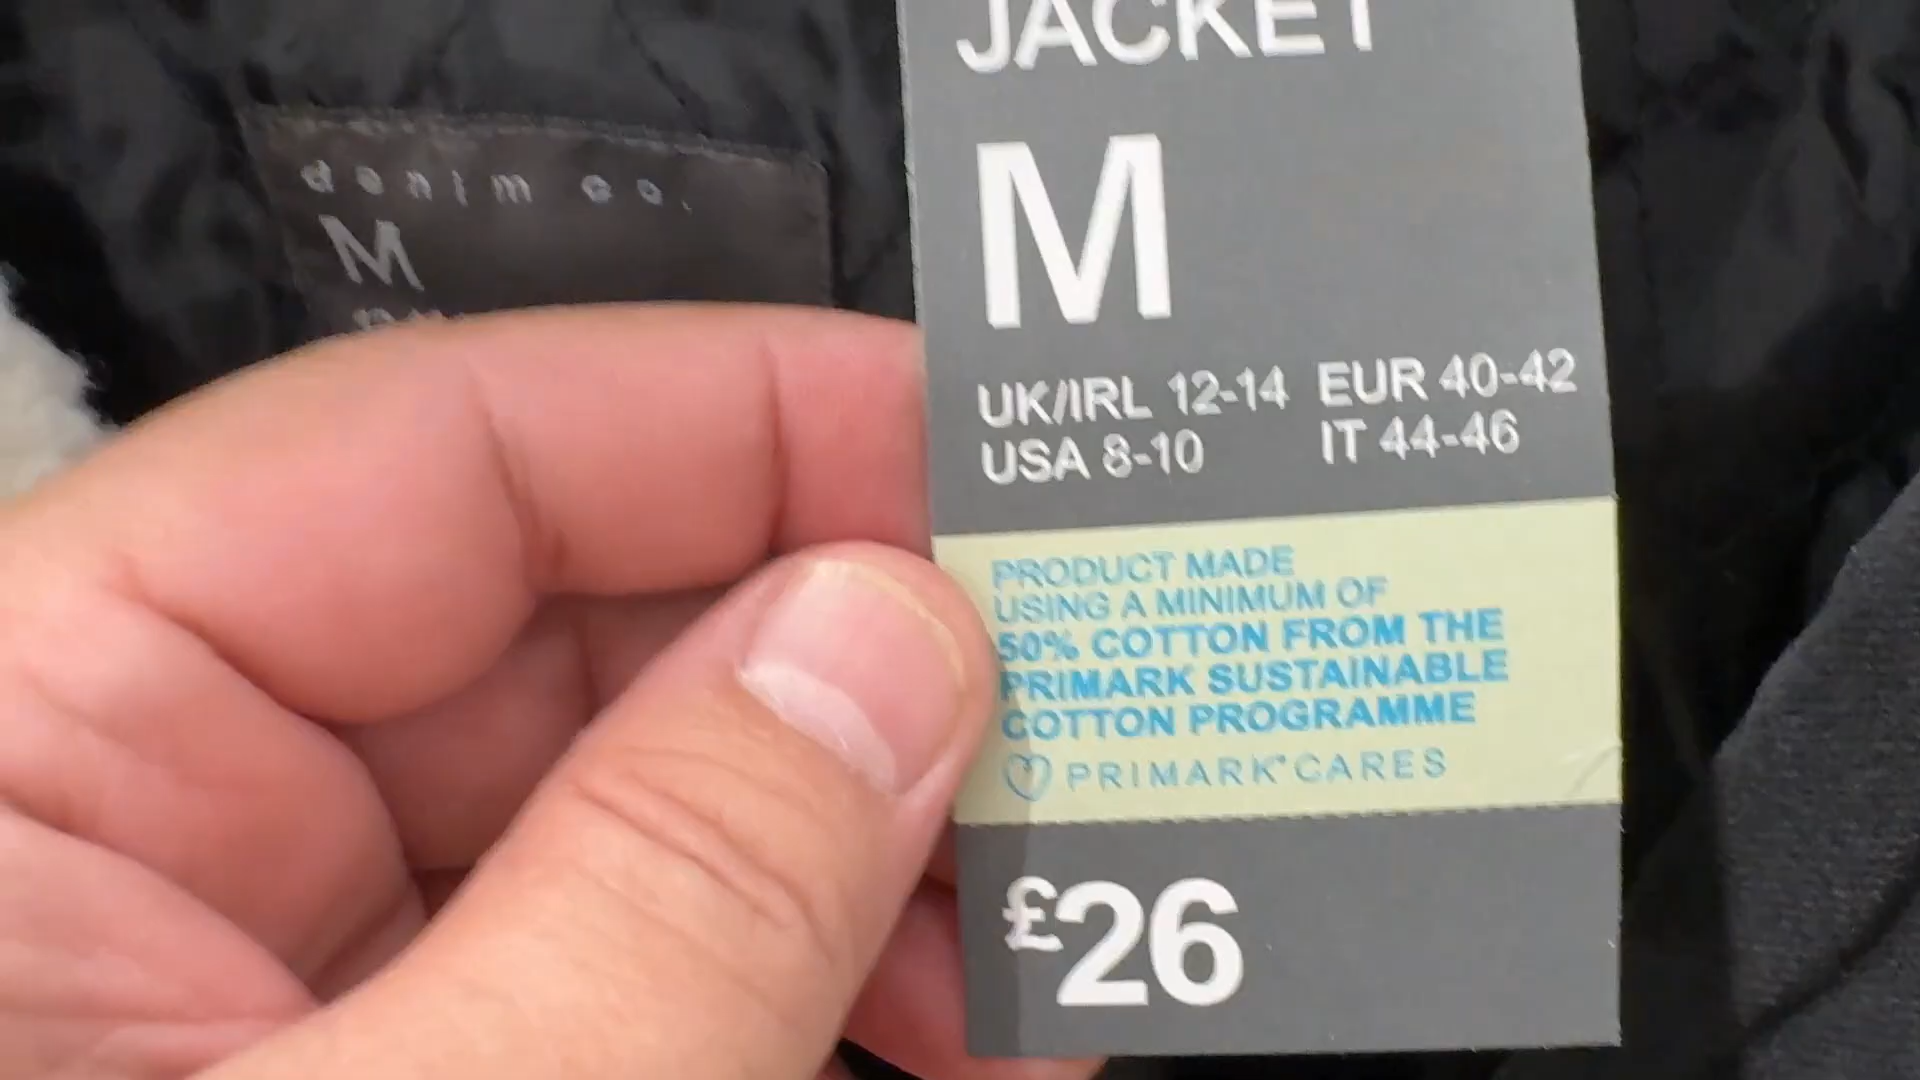 JACKET
M
UK/IRL 12-14 EUR 40-42
USA 8-10 IT 44-46
PRODUCT MADE
USING A MINIMUM OF
50% COTTON FROM THE
PRIMARK SUSTAINABLE
COTTON PROGRAMME
PRIMARK® CARES
£26
denim co.
M